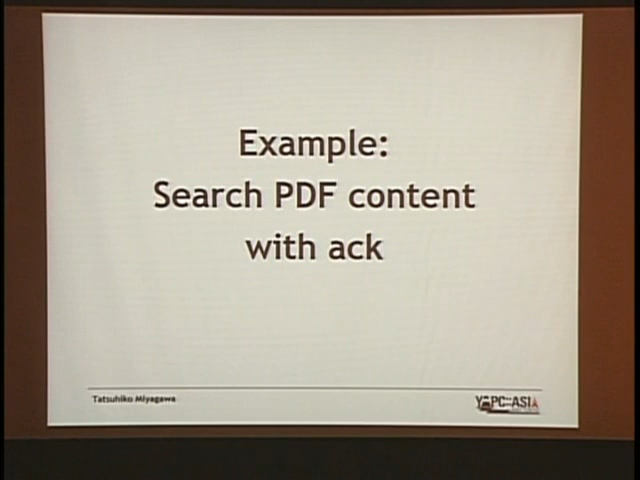 Example:
Search PDF content
with ack
Tatsuhiko Miyagawa
YAPC::ASIA